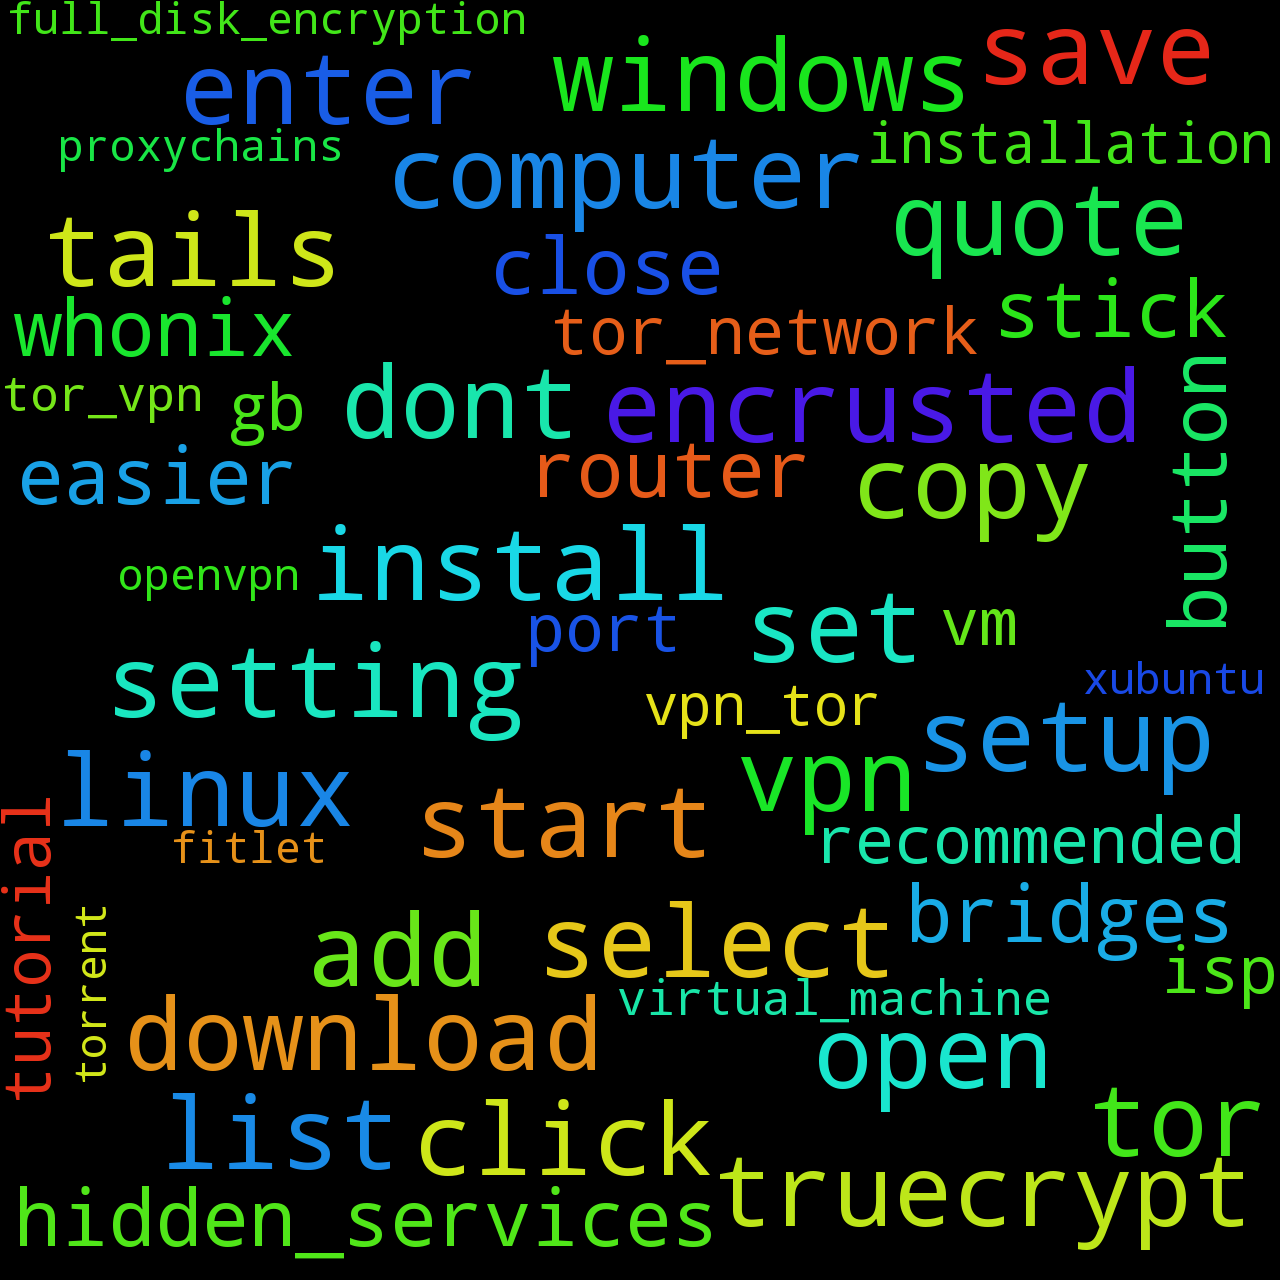 full_disk_encryption
enter windows save
proxychains computer installation
tails close quote
whonix tor_network stick
tor_vpn gb dont encrusted button
easier router copy
openvpn install
port set vm
setting vpn_tor xubuntu
linux vpn setup
tutorial fitlet start recommended
torrent add select bridges
isp
download virtual_machine open
list click tor
hidden_services truecrypt